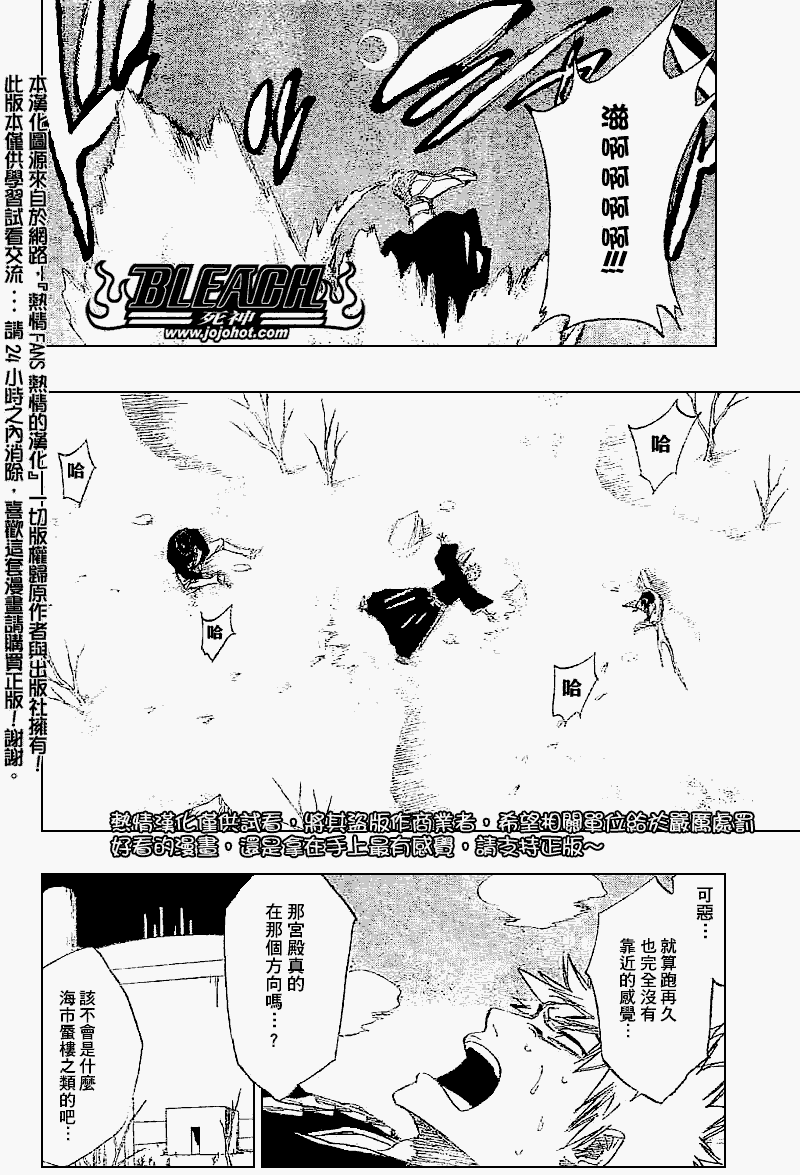 滋呀呀呀呀呀!!!
BLEACH
死神
www.jojohot.com
本漢化圖源來自於網路,『熱情FANS 熱情的漢化』一切版權歸原作者與出版社擁有!
此版本僅供學習試看交流… 請24小時之內消除,喜歡這套漫畫請購買正版!謝謝。
哈
哈
哈
哈
熱情漢化僅供試看,將其盜版作商業者,希望相關單位給於嚴厲處罰
好看的漫畫,還是拿在手上最有感覺,請支持正版~
可惡…
就算跑再久
也完全沒有
靠近的感覺…
那宮殿真的
在那個方向嗎…?
該不會是什麼
海市蜃樓之類的吧…